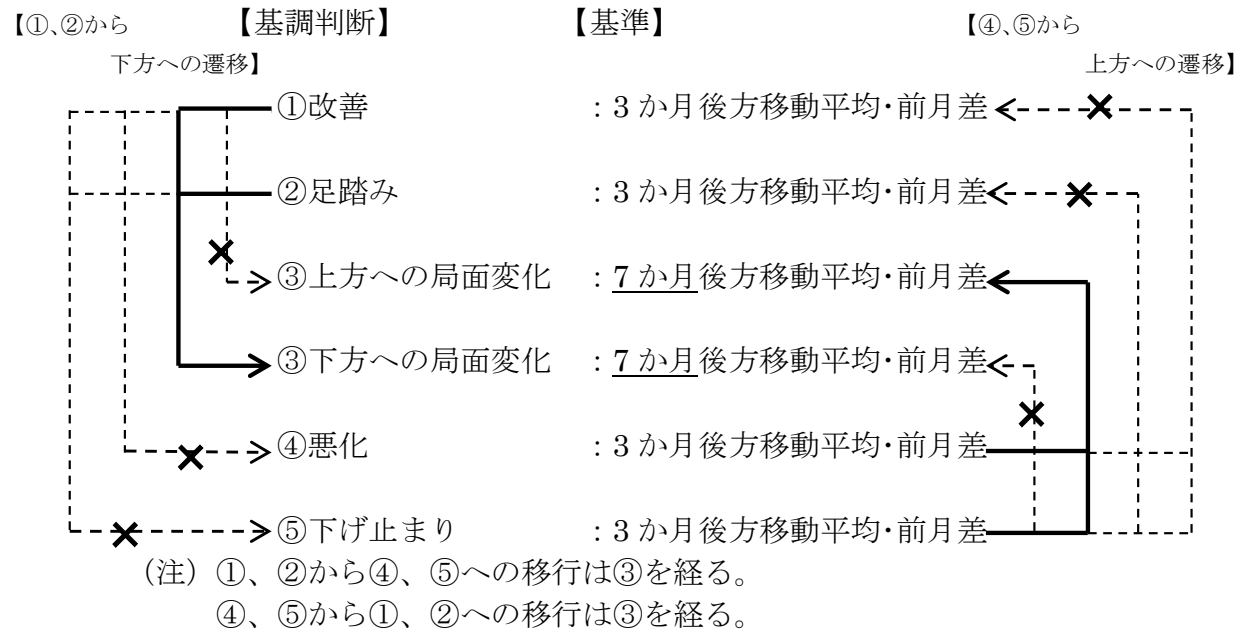 【①、②から 【基調判断】 【基準】 【④、⑤から
下方への遷移】 上方への遷移】
①改善 :3か月後方移動平均・前月差
②足踏み :3か月後方移動平均・前月差
③上方への局面変化 :7か月後方移動平均・前月差
③下方への局面変化 :7か月後方移動平均・前月差
④悪化 :3か月後方移動平均・前月差
⑤下げ止まり :3か月後方移動平均・前月差
（注）①、②から④、⑤への移行は③を経る。
④、⑤から①、②への移行は③を経る。